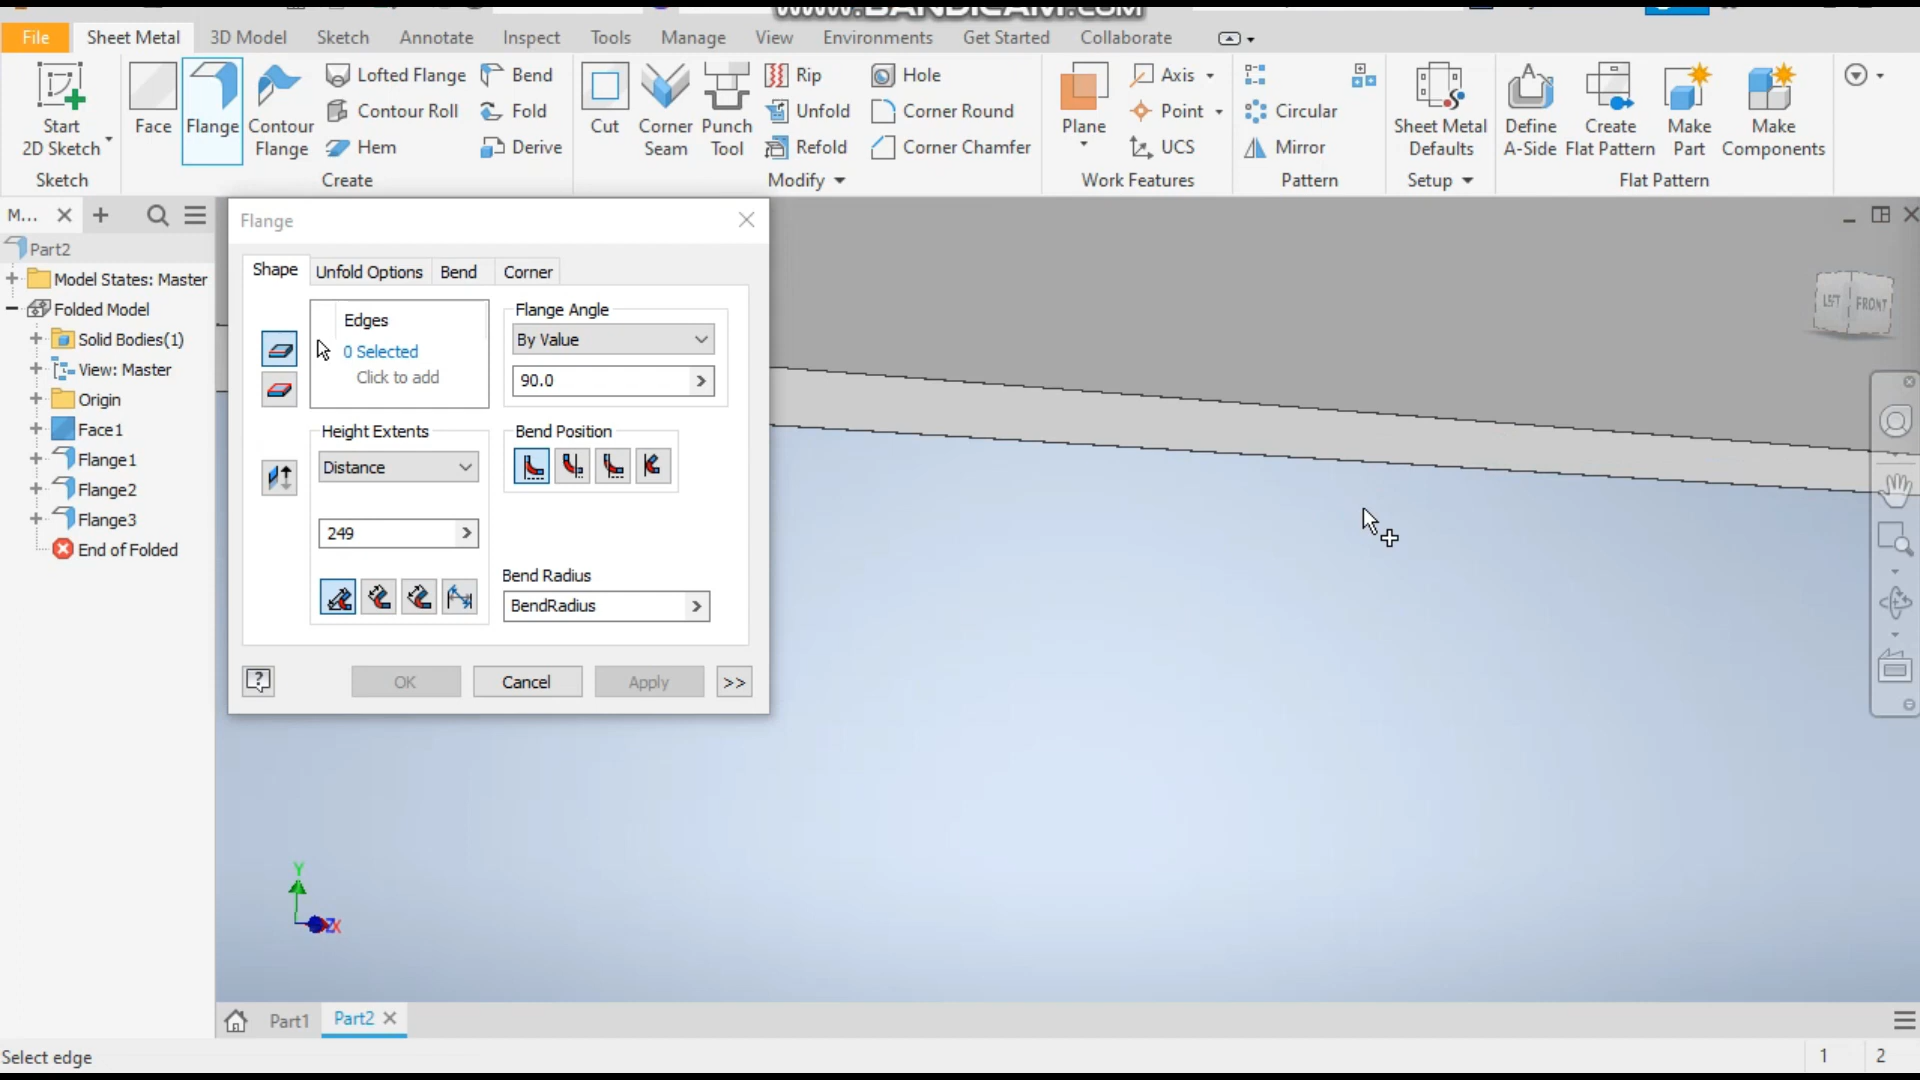 www.BANDICAM.com
File Sheet Metal 3D Model Sketch Annotate Inspect Tools Manage View Environments Get Started Collaborate
Start
2D Sketch
Face
Flange
Contour
Flange
Lofted Flange
Contour Roll
Hem
Bend
Fold
Derive
Cut
Corner
Seam
Punch
Tool
Rip
Unfold
Refold
Hole
Corner Round
Corner Chamfer
Plane
Axis
Point
UCS
Circular
Mirror
Sheet Metal
Defaults
Define
A-Side
Create
Flat Pattern
Make
Part
Make
Components
Sketch Create Modify Work Features Pattern Setup Flat Pattern
M...
Part2
Model States: Master
Folded Model
Solid Bodies(1)
View: Master
Origin
Face1
Flange1
Flange2
Flange3
End of Folded
Flange
Shape Unfold Options Bend Corner
Edges
0 Selected
Click to add
Flange Angle
By Value
90.0
Height Extents
Distance
249
Bend Position
Bend Radius
BendRadius
OK Cancel Apply >>
LEFT FRONT
Y
Z X
Part1 Part2
Select edge
1 2